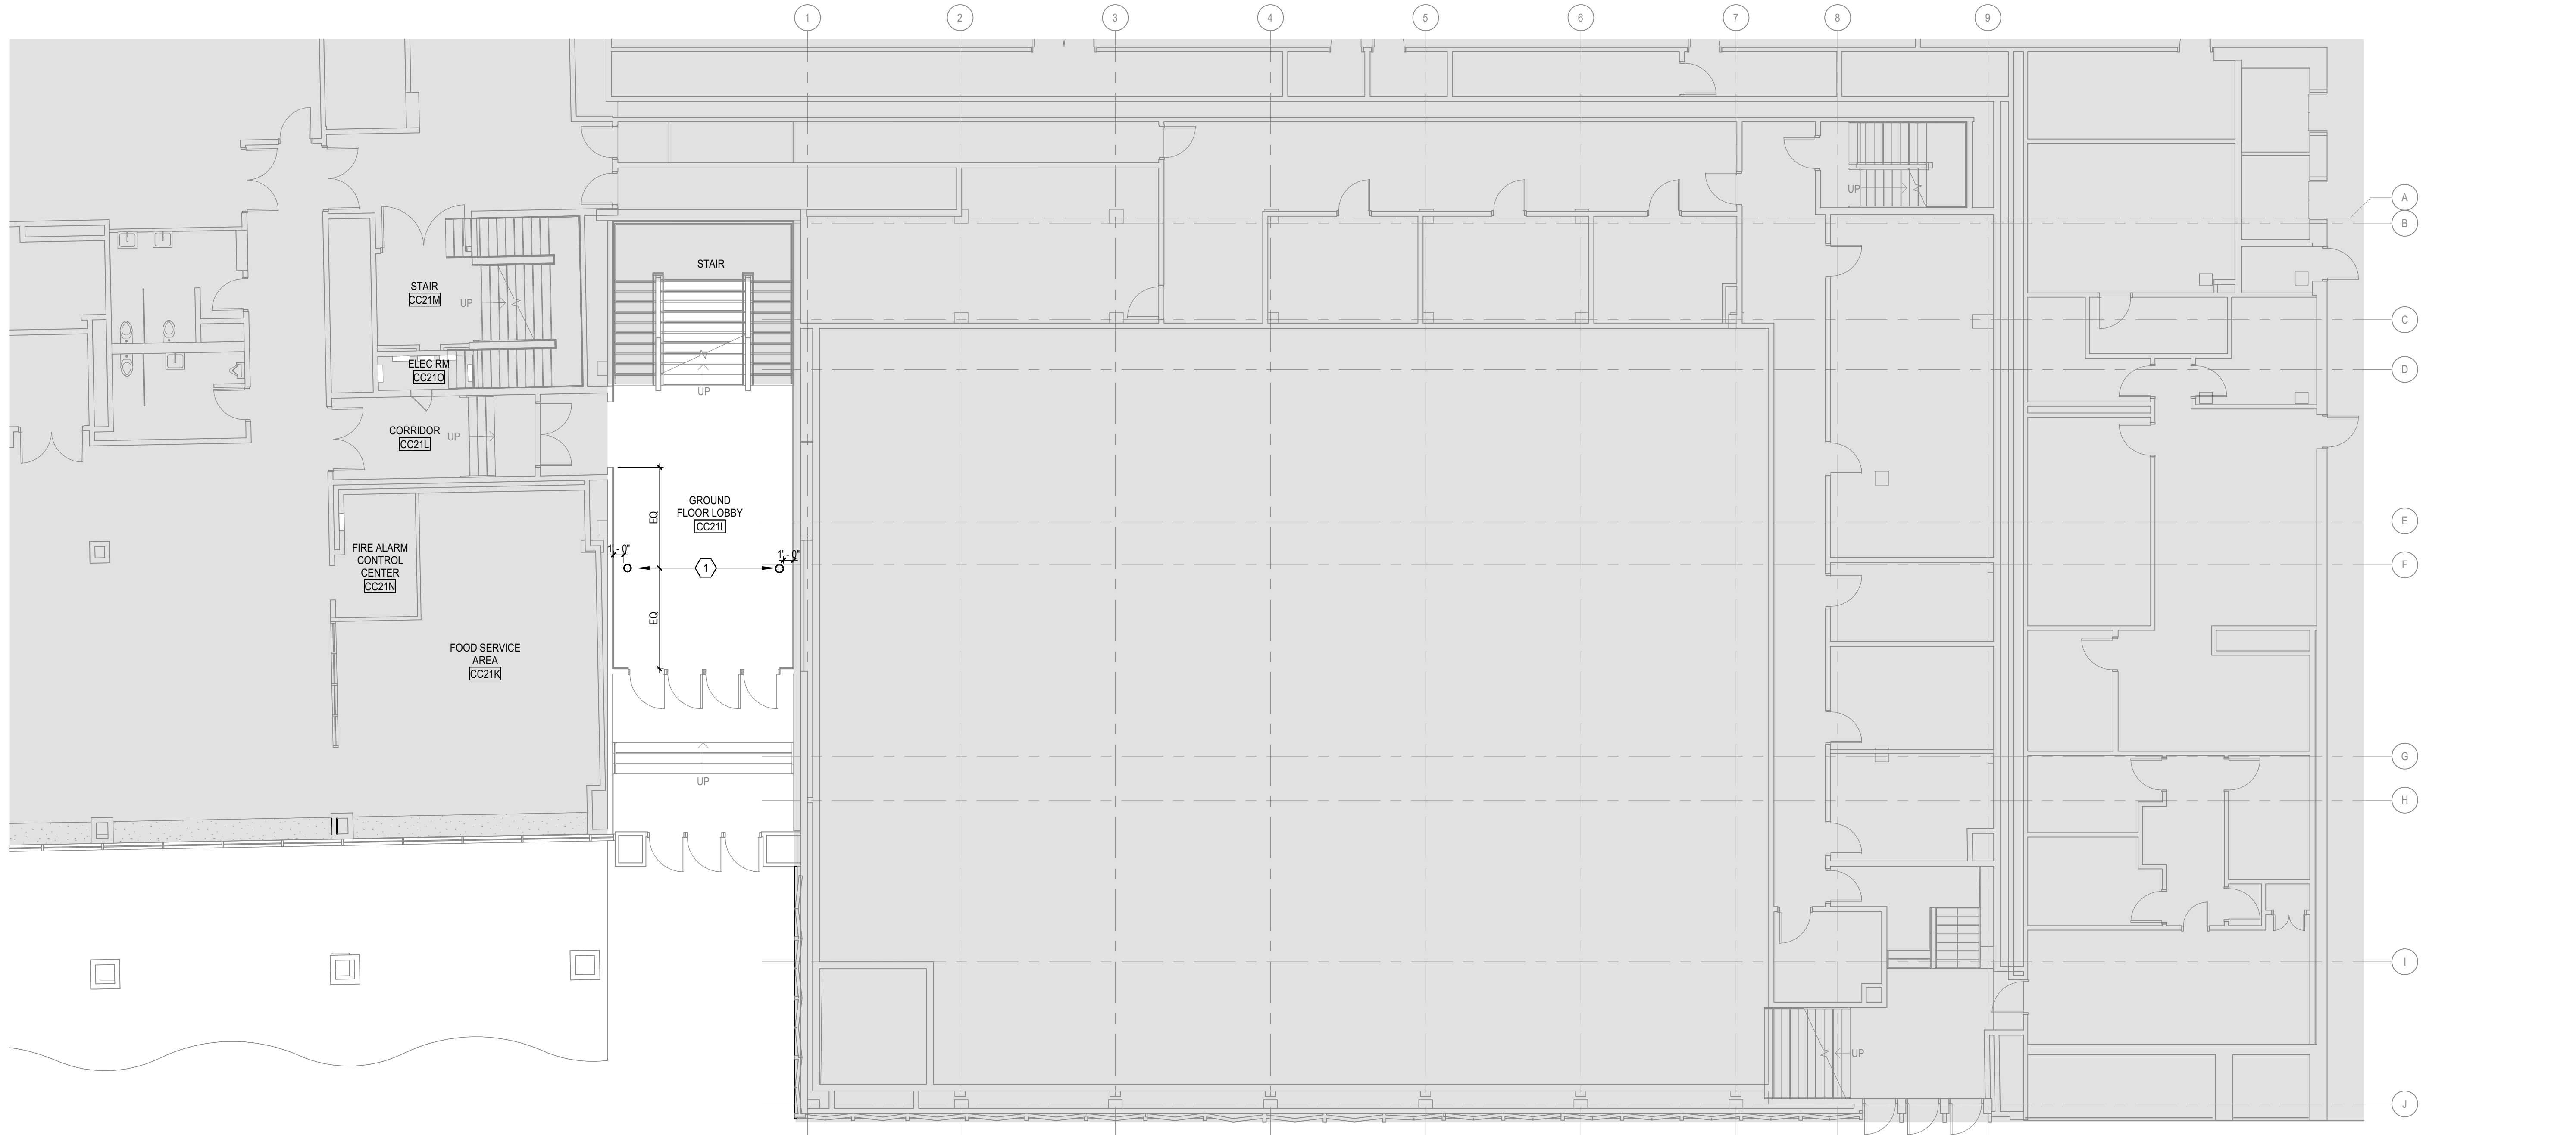 1
2
3
4
5
6
7
8
9
A
B
C
D
E
F
G
H
I
J
UP
STAIR
STAIR
CC21M
UP
ELEC RM
CC21O
UP
CORRIDOR
CC21L
UP
GROUND
FLOOR LOBBY
CC21I
EQ
1' - 0"
1' - 0"
1
EQ
FIRE ALARM
CONTROL
CENTER
CC21N
FOOD SERVICE
AREA
CC21K
UP
UP